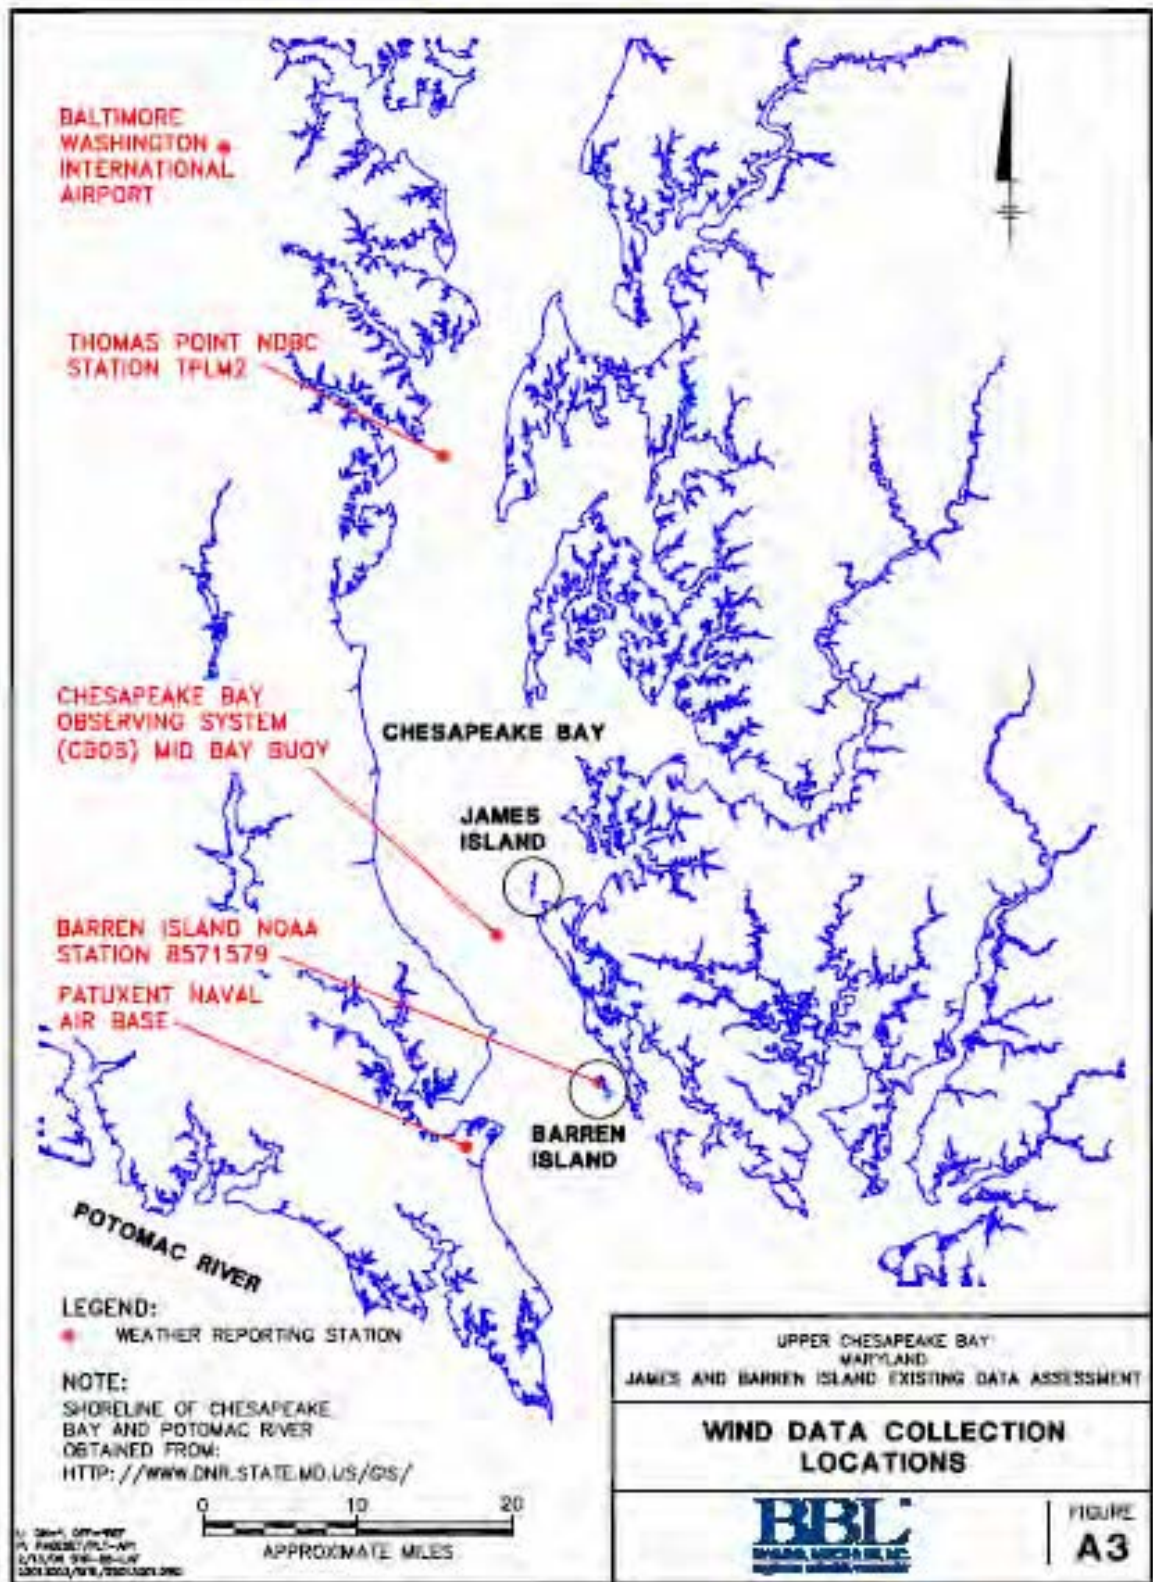 BALTIMORE
WASHINGTON
INTERNATIONAL
AIRPORT
THOMAS POINT NDBC
STATION TPLM2
CHESAPEAKE BAY
OBSERVING SYSTEM
(CBOS) MID BAY BUOY
CHESAPEAKE BAY
JAMES
ISLAND
BARREN ISLAND NOAA
STATION 8571579
PATUXENT NAVAL
AIR BASE
BARREN
ISLAND
POTOMAC RIVER
LEGEND:
WEATHER REPORTING STATION
NOTE:
SHORELINE OF CHESAPEAKE
BAY AND POTOMAC RIVER
OBTAINED FROM:
HTTP://WWW.DNR.STATE.MD.US/GIS/
0 10 20
APPROXIMATE MILES
UPPER CHESAPEAKE BAY
MARYLAND
JAMES AND BARREN ISLAND EXISTING DATA ASSESSMENT
WIND DATA COLLECTION
LOCATIONS
BBL
FIGURE
A3